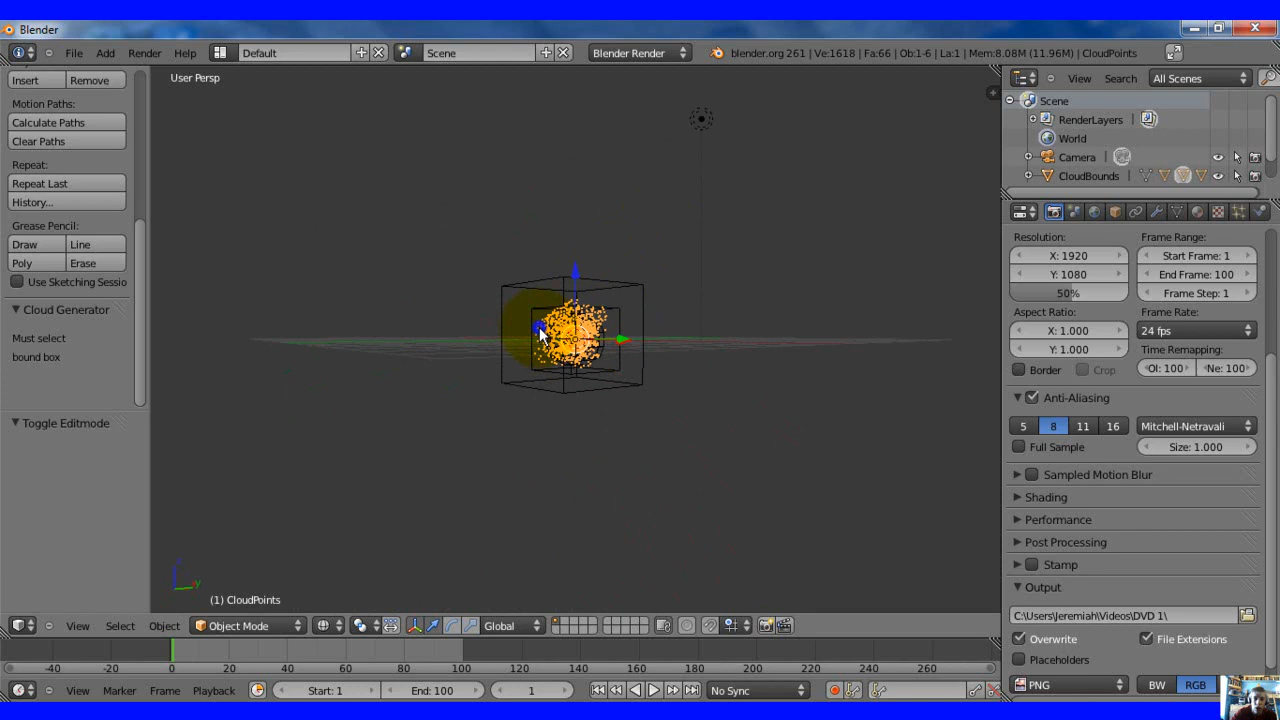 Blender
File Add Render Help Default Scene Blender Render blender.org 261 | Ve:1618 | Fa:66 | Ob:1-6 | La:1 | Mem:8.08M (11.96M) | CloudPoints
Insert Remove
Motion Paths:
Calculate Paths
Clear Paths
Repeat:
Repeat Last
History...
Grease Pencil:
Draw Line
Poly Erase
Use Sketching Sessio
Cloud Generator
Must select
bound box
Toggle Editmode
User Persp
z
y
(1) CloudPoints
View Select Object Object Mode Global
View Search All Scenes
Scene
RenderLayers |
World
Camera |
CloudBounds |
Resolution: Frame Range:
X: 1920 Start Frame: 1
Y: 1080 End Frame: 100
50% Frame Step: 1
Aspect Ratio: Frame Rate:
X: 1.000 24 fps
Y: 1.000 Time Remapping:
Border Crop Ol: 100 Ne: 100
Anti-Aliasing
5 8 11 16 Mitchell-Netravali
Full Sample Size: 1.000
Sampled Motion Blur
Shading
Performance
Post Processing
Stamp
Output
C:\Users\Jeremiah\Videos\DVD 1\
Overwrite File Extensions
Placeholders
PNG BW RGB
-40 -20 0 20 40 60 80 100 120 140 160 180 200 220 240 260
View Marker Frame Playback Start: 1 End: 100 1 No Sync